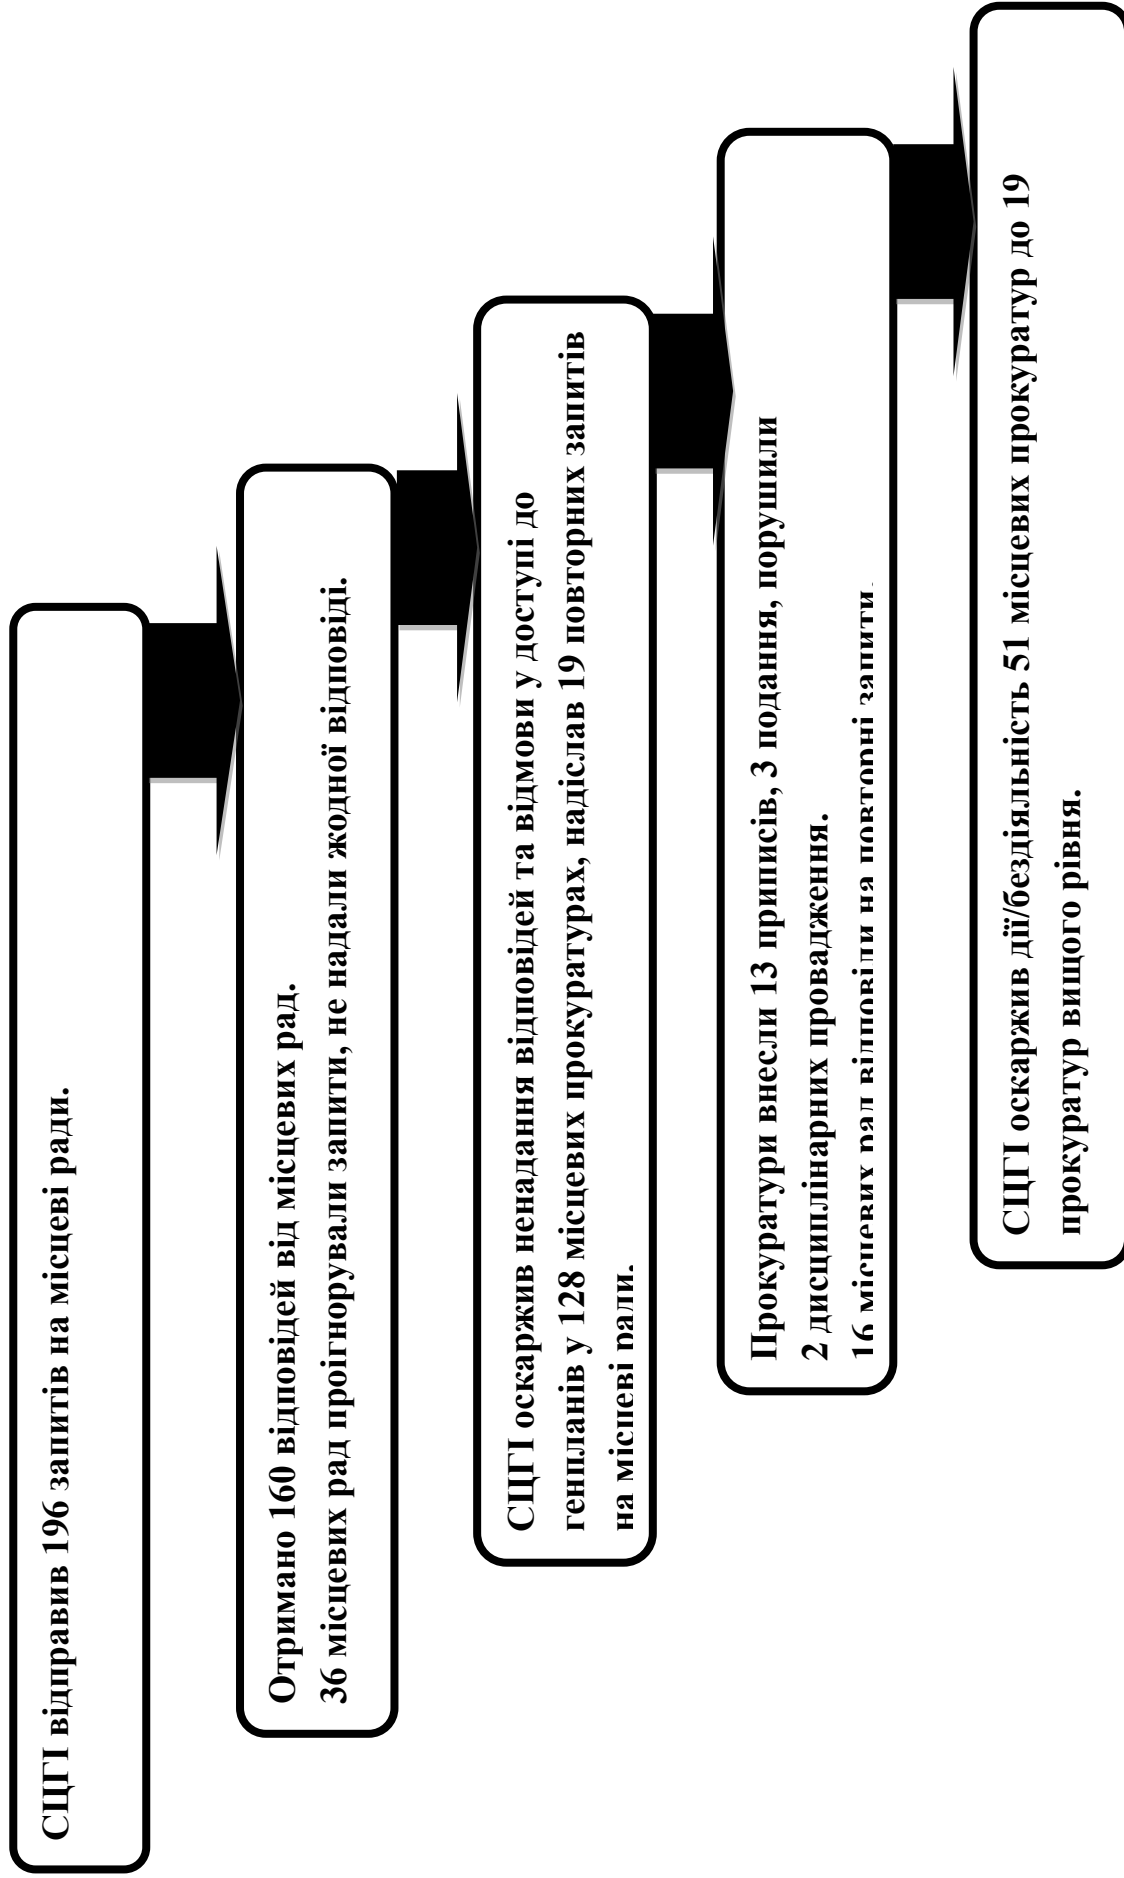 СЦГІ відправив 196 запитів на місцеві ради.
Отримано 160 відповідей від місцевих рад.
36 місцевих рад проігнорували запити, не надали жодної відповіді.
СЦГІ оскаржив ненадання відповідей та відмови у доступі до
генпланів у 128 місцевих прокуратурах, надіслав 19 повторних запитів
на місцеві ради.
Прокуратури внесли 13 приписів, 3 подання, порушили
2 дисциплінарних провадження.
16 місцевих рад відповіли на повторні запити.
СЦГІ оскаржив дії/бездіяльність 51 місцевих прокуратур до 19
прокуратур вищого рівня.